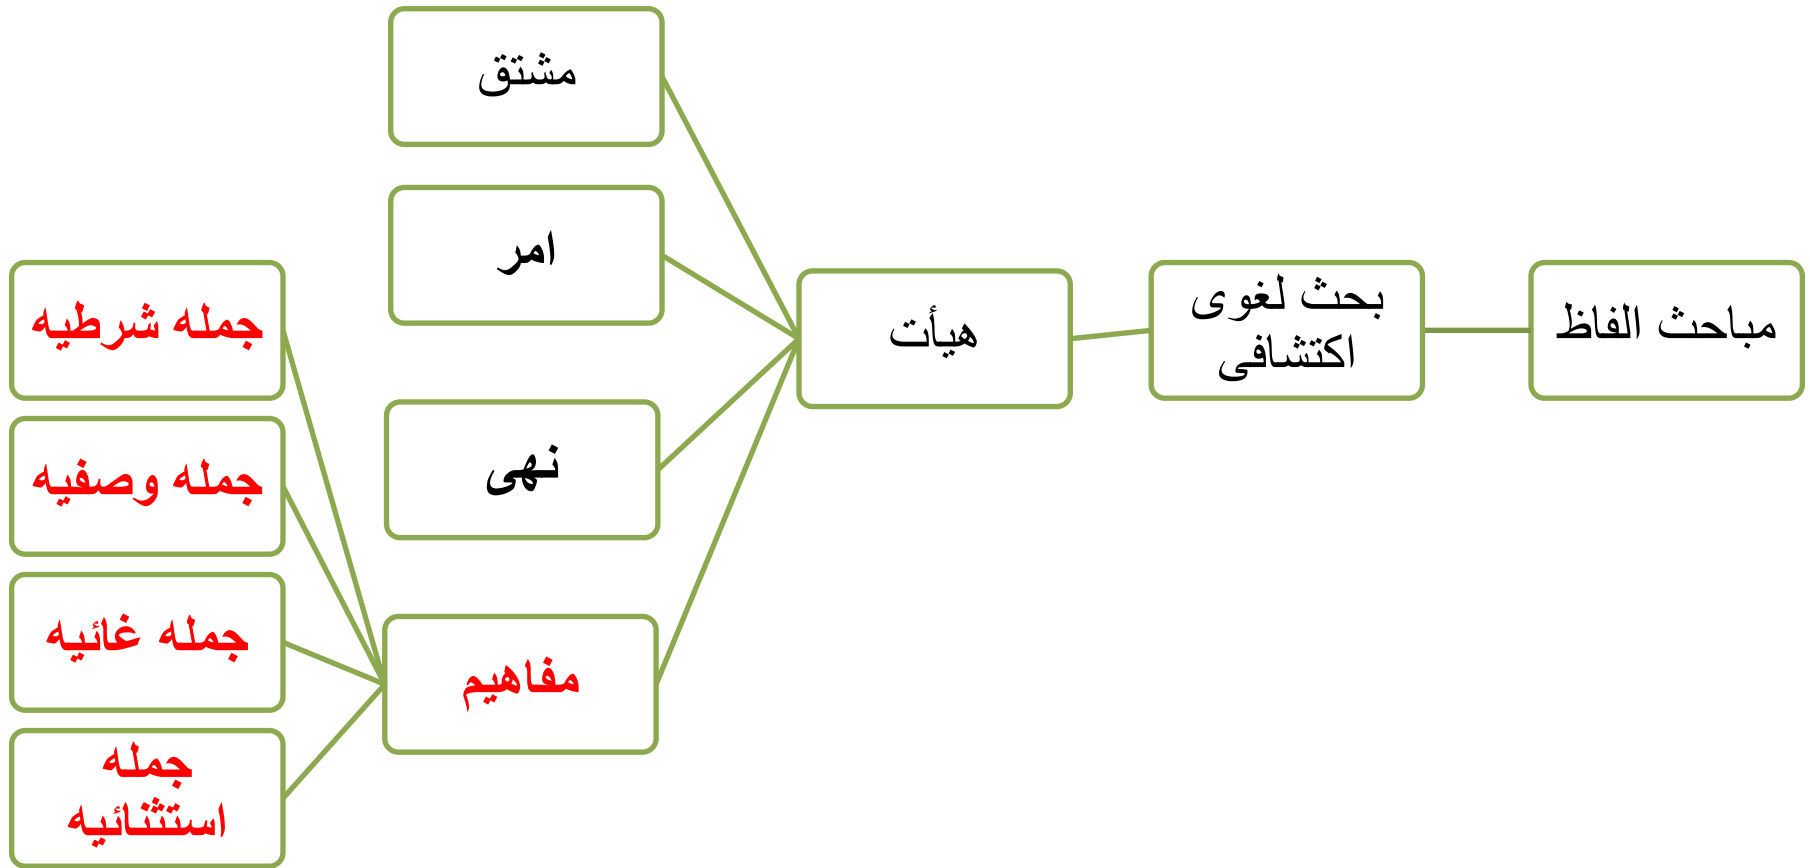 مباحث الفاظ
بحث لغوی
اکتشافی
هیأت
مشتق
امر
نهی
مفاهیم
جمله شرطیه
جمله وصفیه
جمله غائیه
جمله
استثنائیه